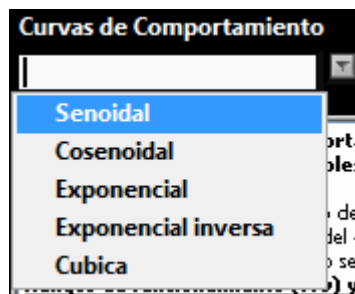 Curvas de Comportamiento
Senoidal
Cosenoidal
Exponencial
Exponencial inversa
Cubica